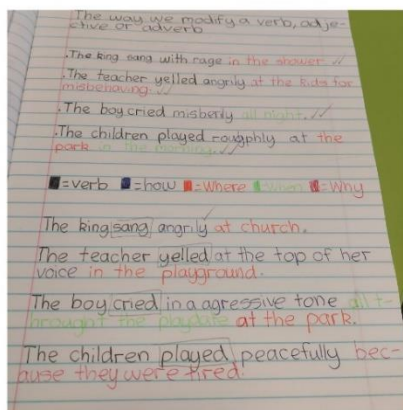 The way we modify a verb, adje-
ctive or adverb
.The king sang with rage in the shower.
.The teacher yelled angrily at the kids for
misbehaving.
.The boy cried misberly all night.
.The children played roughphly at the
park in the morning.
=verb =how =Where =when =Why
The king sang angrily at church.
The teacher yelled at the top of her
voice in the playground.
The boy cried in a agressive tone all t-
hrought the playdate at the park.
The children played peacefully bec-
ause they were tired.